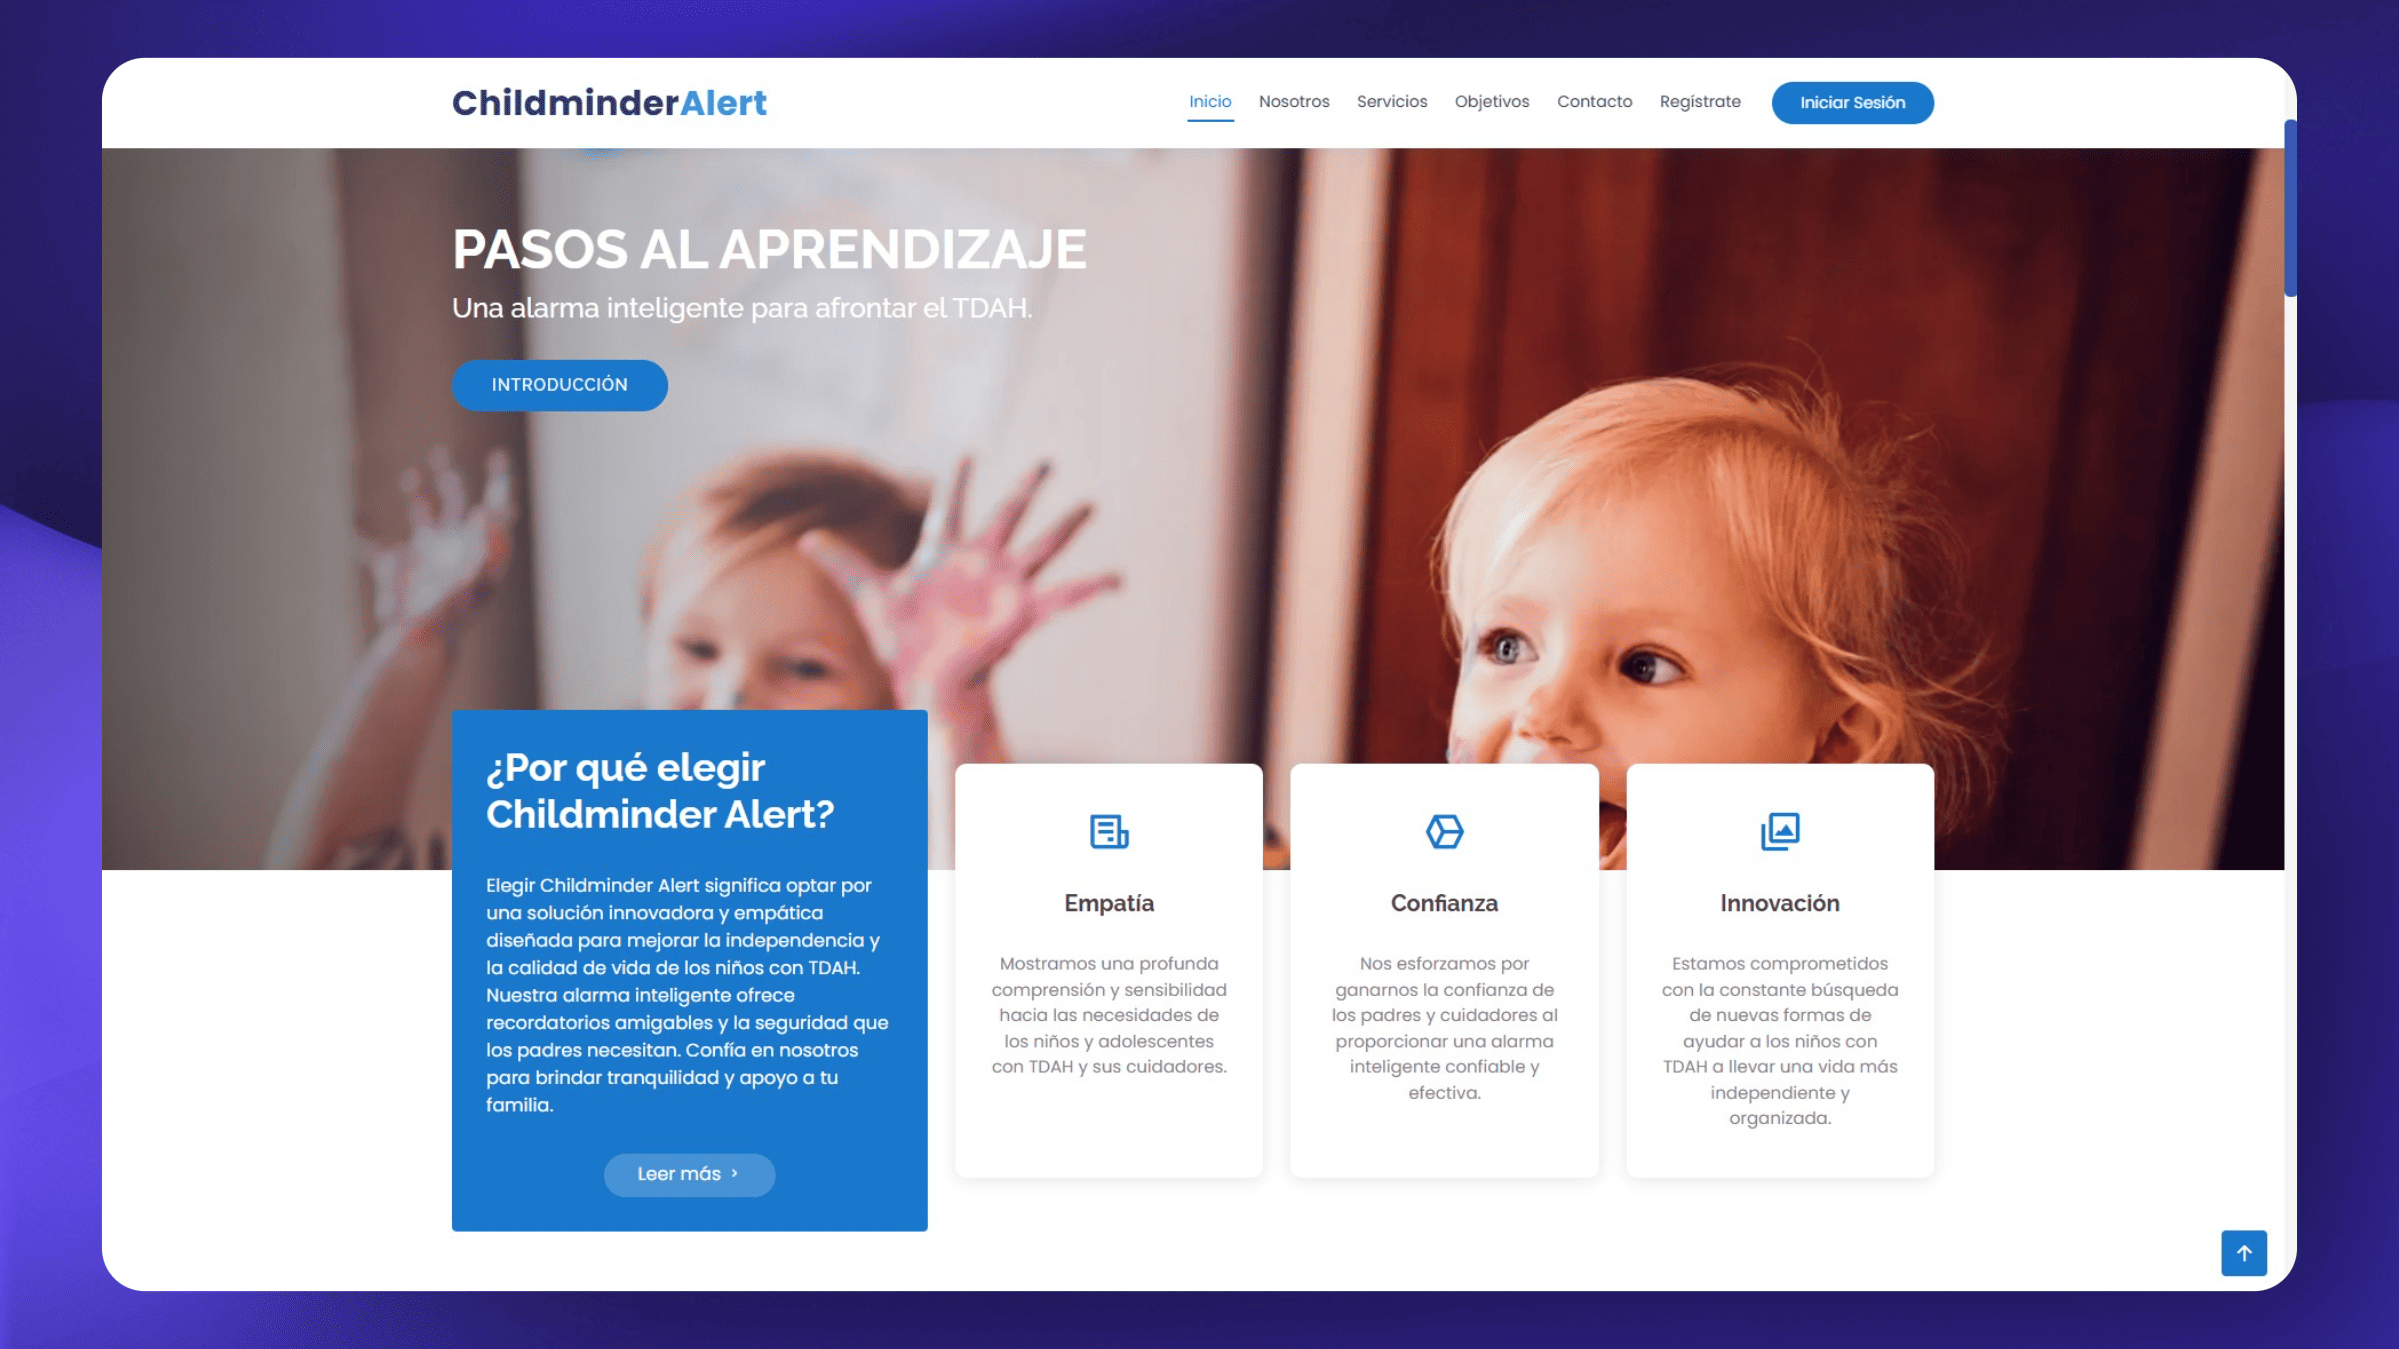 ChildminderAlert
Inicio Nosotros Servicios Objetivos Contacto Regístrate Iniciar Sesión
PASOS AL APRENDIZAJE
Una alarma inteligente para afrontar el TDAH.
INTRODUCCIÓN
¿Por qué elegir
Childminder Alert?
Elegir Childminder Alert significa optar por
una solución innovadora y empática
diseñada para mejorar la independencia y
la calidad de vida de los niños con TDAH.
Nuestra alarma inteligente ofrece
recordatorios amigables y la seguridad que
los padres necesitan. Confía en nosotros
para brindar tranquilidad y apoyo a tu
familia.
Leer más
Empatía
Mostramos una profunda
comprensión y sensibilidad
hacia las necesidades de
los niños y adolescentes
con TDAH y sus cuidadores.
Confianza
Nos esforzamos por
ganarnos la confianza de
los padres y cuidadores al
proporcionar una alarma
inteligente confiable y
efectiva.
Innovación
Estamos comprometidos
con la constante búsqueda
de nuevas formas de
ayudar a los niños con
TDAH a llevar una vida más
independiente y
organizada.